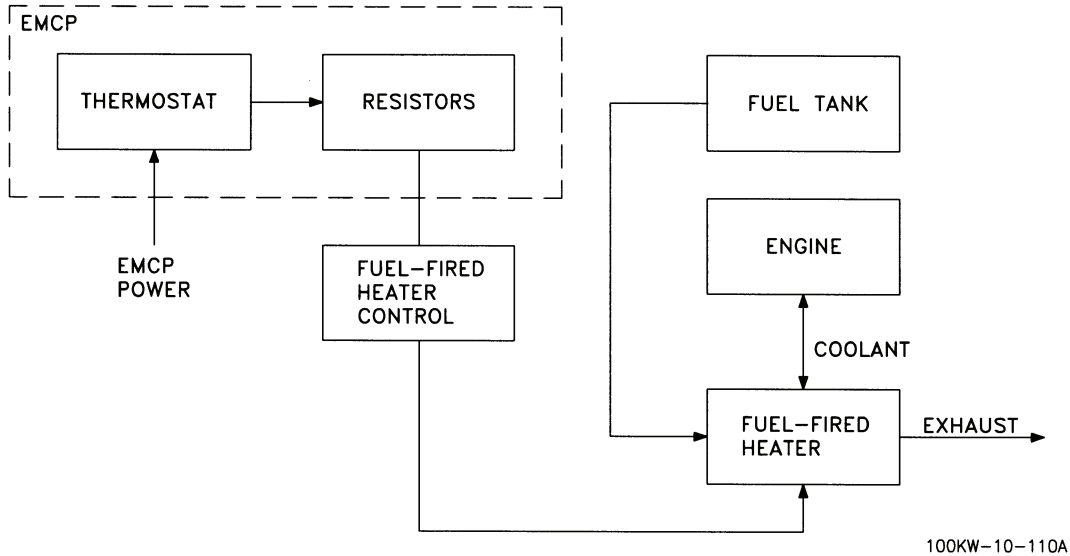 EMCP
THERMOSTAT
RESISTORS
FUEL TANK
ENGINE
EMCP
POWER
FUEL–FIRED
HEATER
CONTROL
COOLANT
FUEL–FIRED
HEATER
EXHAUST
100KW–10–110A